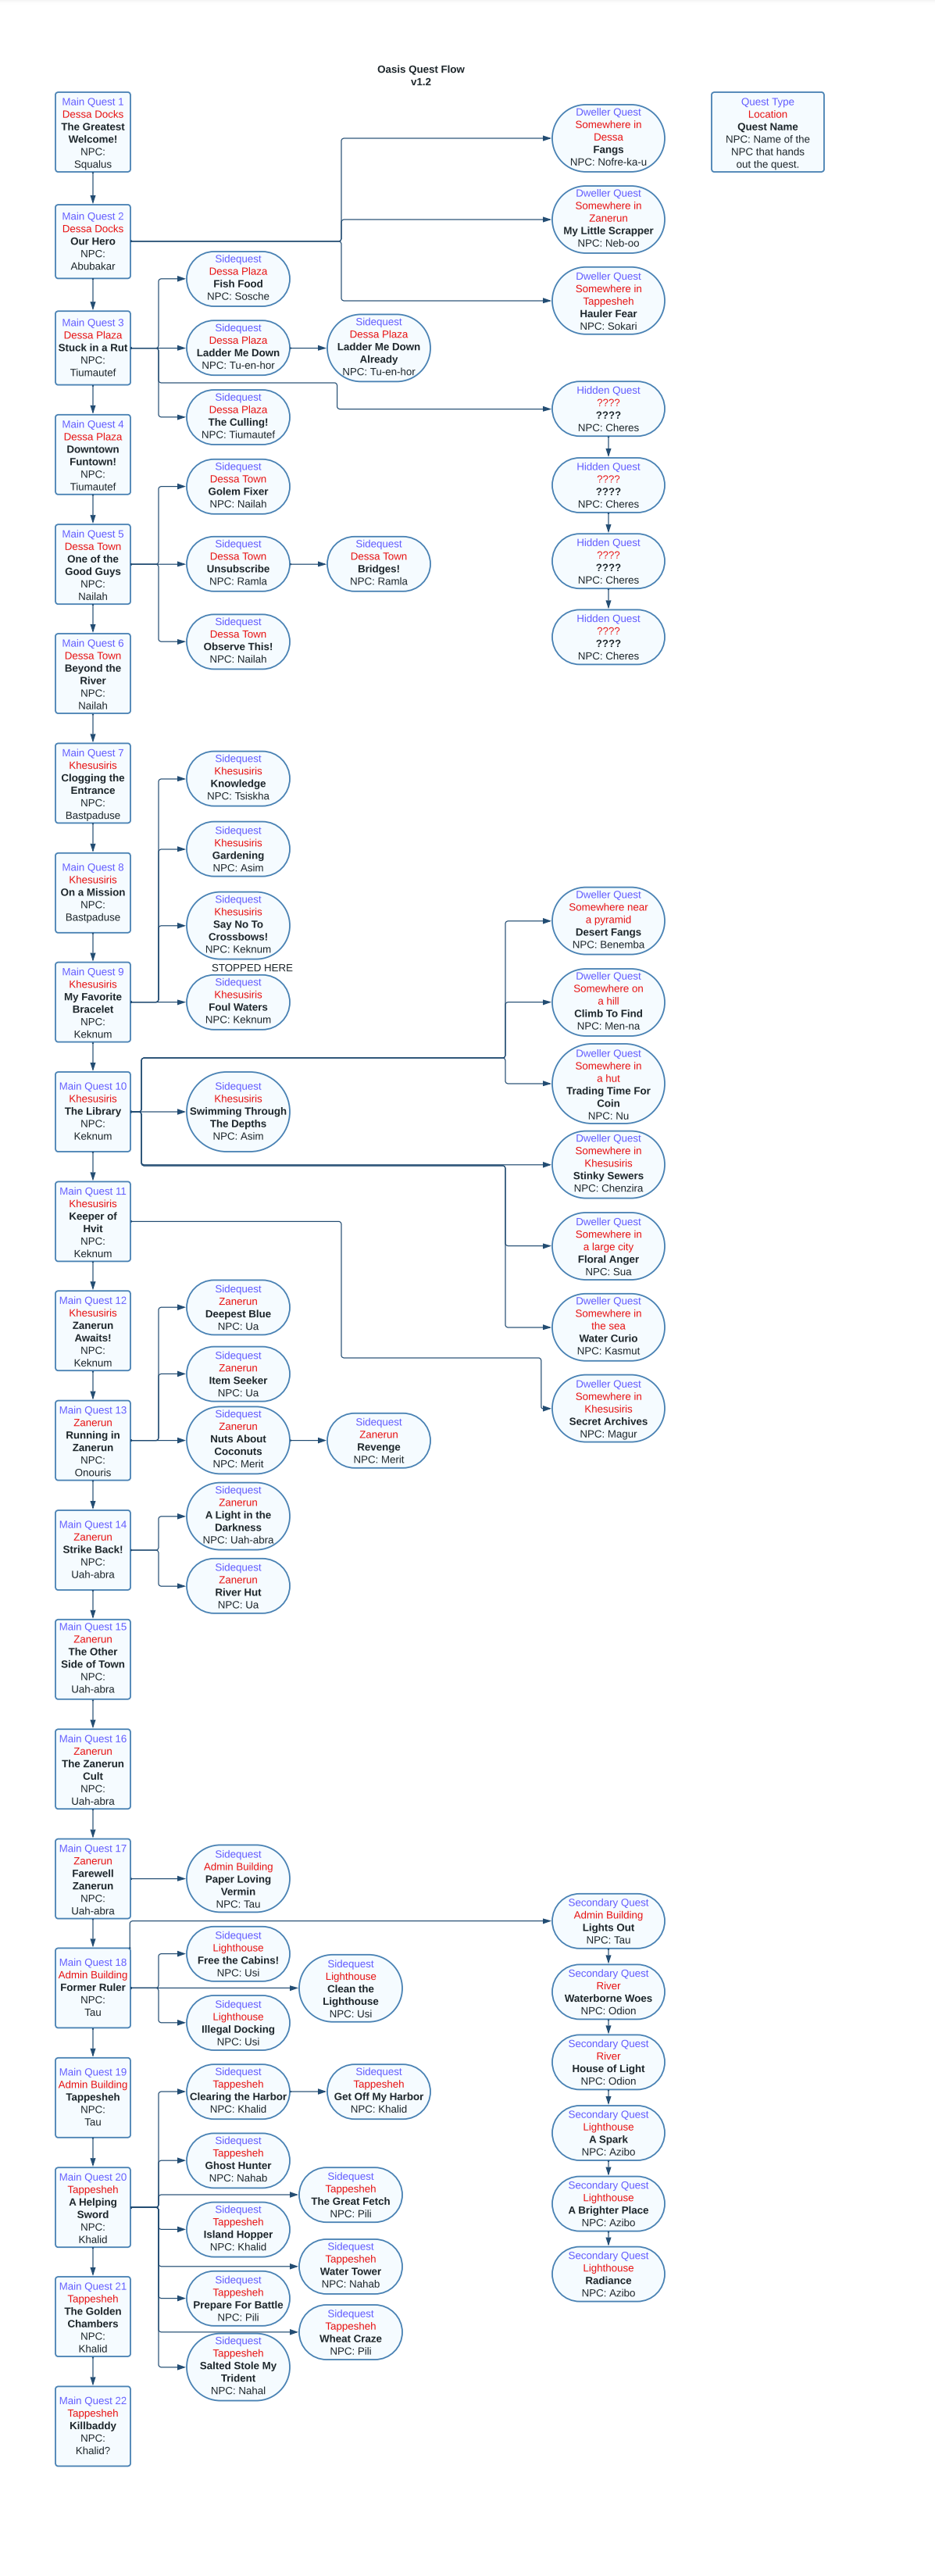 Oasis Quest Flow
v1.2
Main Quest 1
Dessa Docks
The Greatest
Welcome!
NPC:
Squalus
Dweller Quest
Somewhere in
Dessa
Fangs
NPC: Nofre-ka-u
Quest Type
Location
Quest Name
NPC: Name of the
NPC that hands
out the quest.
Main Quest 2
Dessa Docks
Our Hero
NPC:
Abubakar
Dweller Quest
Somewhere in
Zanerun
My Little Scrapper
NPC: Neb-oo
Sidequest
Dessa Plaza
Fish Food
NPC: Sosche
Dweller Quest
Somewhere in
Tappesheh
Hauler Fear
NPC: Sokari
Main Quest 3
Dessa Plaza
Stuck in a Rut
NPC:
Tiumautef
Sidequest
Dessa Plaza
Ladder Me Down
NPC: Tu-en-hor
Sidequest
Dessa Plaza
Ladder Me Down
Already
NPC: Tu-en-hor
Sidequest
Dessa Plaza
The Culling!
NPC: Tiumautef
Hidden Quest
????
????
NPC: Cheres
Main Quest 4
Dessa Plaza
Downtown
Funtown!
NPC:
Tiumautef
Sidequest
Dessa Town
Golem Fixer
NPC: Nailah
Hidden Quest
????
????
NPC: Cheres
Main Quest 5
Dessa Town
One of the
Good Guys
NPC:
Nailah
Sidequest
Dessa Town
Unsubscribe
NPC: Ramla
Sidequest
Dessa Town
Bridges!
NPC: Ramla
Hidden Quest
????
????
NPC: Cheres
Sidequest
Dessa Town
Observe This!
NPC: Nailah
Hidden Quest
????
????
NPC: Cheres
Main Quest 6
Dessa Town
Beyond the
River
NPC:
Nailah
Main Quest 7
Khesusiris
Clogging the
Entrance
NPC:
Bastpaduse
Sidequest
Khesusiris
Knowledge
NPC: Tsiskha
Sidequest
Khesusiris
Gardening
NPC: Asim
Main Quest 8
Khesusiris
On a Mission
NPC:
Bastpaduse
Sidequest
Khesusiris
Say No To
Crossbows!
NPC: Keknum
Dweller Quest
Somewhere near
a pyramid
Desert Fangs
NPC: Benemba
STOPPED HERE
Main Quest 9
Khesusiris
My Favorite
Bracelet
NPC:
Keknum
Sidequest
Khesusiris
Foul Waters
NPC: Keknum
Dweller Quest
Somewhere on
a hill
Climb To Find
NPC: Men-na
Dweller Quest
Somewhere in
a hut
Trading Time For
Coin
NPC: Nu
Main Quest 10
Khesusiris
The Library
NPC:
Keknum
Sidequest
Khesusiris
Swimming Through
The Depths
NPC: Asim
Dweller Quest
Somewhere in
Khesusiris
Stinky Sewers
NPC: Chenzira
Main Quest 11
Khesusiris
Keeper of
Hvit
NPC:
Keknum
Dweller Quest
Somewhere in
a large city
Floral Anger
NPC: Sua
Main Quest 12
Khesusiris
Zanerun
Awaits!
NPC:
Keknum
Sidequest
Zanerun
Deepest Blue
NPC: Ua
Dweller Quest
Somewhere in
the sea
Water Curio
NPC: Kasmut
Sidequest
Zanerun
Item Seeker
NPC: Ua
Dweller Quest
Somewhere in
Khesusiris
Secret Archives
NPC: Magur
Main Quest 13
Zanerun
Running in
Zanerun
NPC:
Onouris
Sidequest
Zanerun
Nuts About
Coconuts
NPC: Merit
Sidequest
Zanerun
Revenge
NPC: Merit
Sidequest
Zanerun
A Light in the
Darkness
NPC: Uah-abra
Main Quest 14
Zanerun
Strike Back!
NPC:
Uah-abra
Sidequest
Zanerun
River Hut
NPC: Ua
Main Quest 15
Zanerun
The Other
Side of Town
NPC:
Uah-abra
Main Quest 16
Zanerun
The Zanerun
Cult
NPC:
Uah-abra
Main Quest 17
Zanerun
Farewell
Zanerun
NPC:
Uah-abra
Sidequest
Admin Building
Paper Loving
Vermin
NPC: Tau
Secondary Quest
Admin Building
Lights Out
NPC: Tau
Sidequest
Lighthouse
Free the Cabins!
NPC: Usi
Main Quest 18
Admin Building
Former Ruler
NPC:
Tau
Sidequest
Lighthouse
Clean the
Lighthouse
NPC: Usi
Secondary Quest
River
Waterborne Woes
NPC: Odion
Sidequest
Lighthouse
Illegal Docking
NPC: Usi
Secondary Quest
River
House of Light
NPC: Odion
Main Quest 19
Admin Building
Tappesheh
NPC:
Tau
Sidequest
Tappesheh
Clearing the Harbor
NPC: Khalid
Sidequest
Tappesheh
Get Off My Harbor
NPC: Khalid
Secondary Quest
Lighthouse
A Spark
NPC: Azibo
Sidequest
Tappesheh
Ghost Hunter
NPC: Nahab
Main Quest 20
Tappesheh
A Helping
Sword
NPC:
Khalid
Sidequest
Tappesheh
The Great Fetch
NPC: Pili
Secondary Quest
Lighthouse
A Brighter Place
NPC: Azibo
Sidequest
Tappesheh
Island Hopper
NPC: Khalid
Sidequest
Tappesheh
Water Tower
NPC: Nahab
Secondary Quest
Lighthouse
Radiance
NPC: Azibo
Main Quest 21
Tappesheh
The Golden
Chambers
NPC:
Khalid
Sidequest
Tappesheh
Prepare For Battle
NPC: Pili
Sidequest
Tappesheh
Wheat Craze
NPC: Pili
Sidequest
Tappesheh
Salted Stole My
Trident
NPC: Nahal
Main Quest 22
Tappesheh
Killbaddy
NPC:
Khalid?